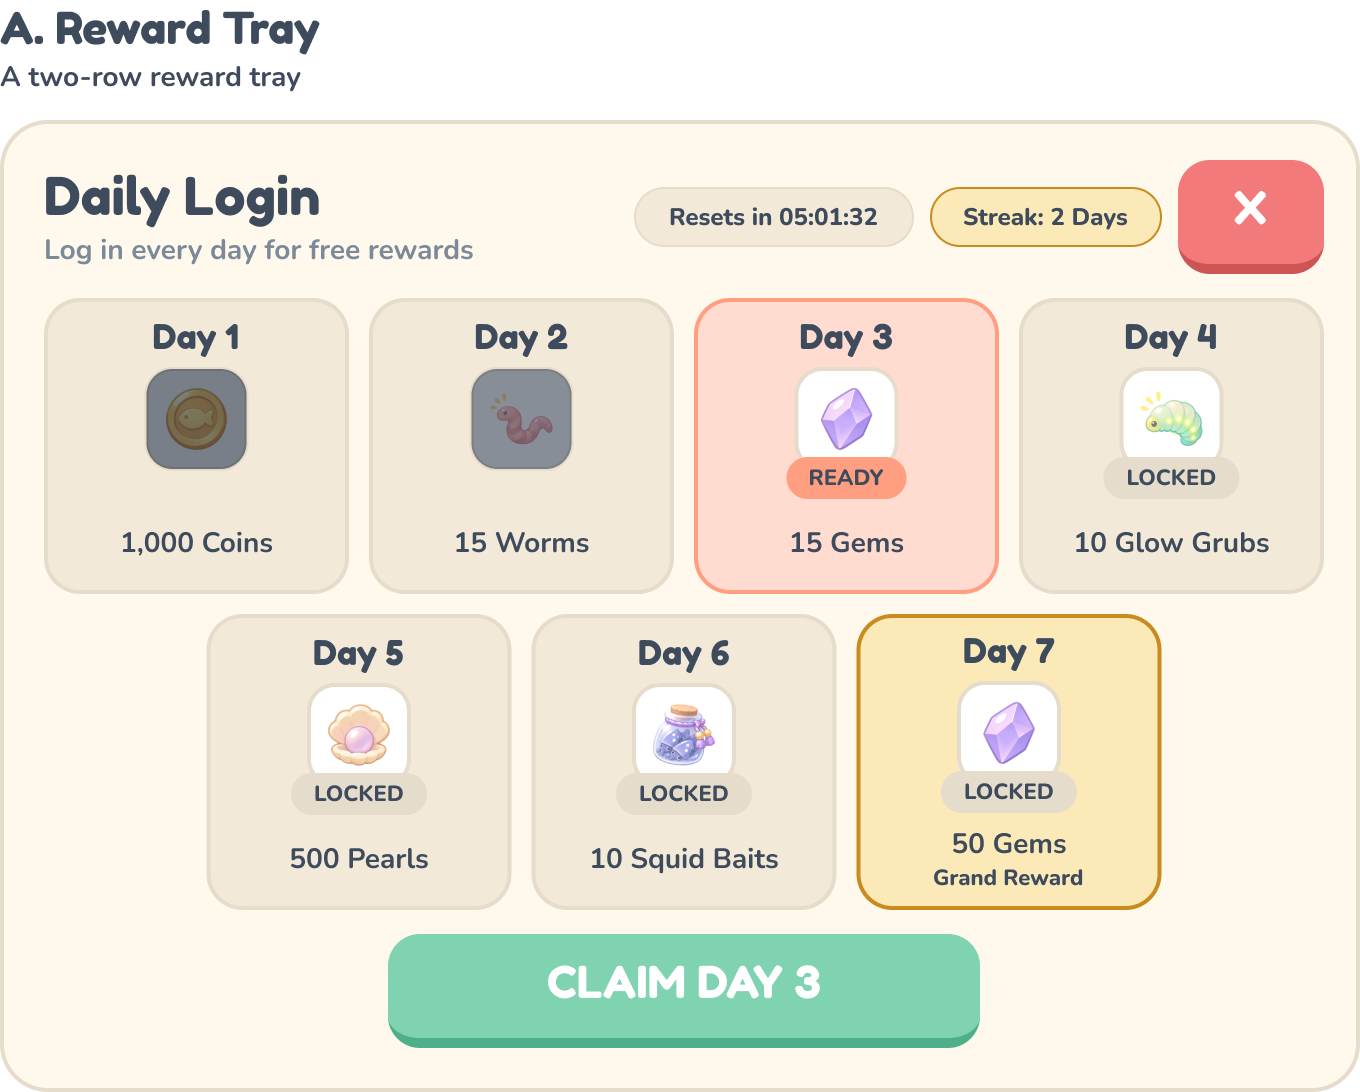 A. Reward Tray
A two-row reward tray
Daily Login
Log in every day for free rewards
Resets in 05:01:32
Streak: 2 Days
Day 1
1,000 Coins
Day 2
15 Worms
Day 3
READY
15 Gems
Day 4
LOCKED
10 Glow Grubs
Day 5
LOCKED
500 Pearls
Day 6
LOCKED
10 Squid Baits
Day 7
LOCKED
50 Gems
Grand Reward
CLAIM DAY 3